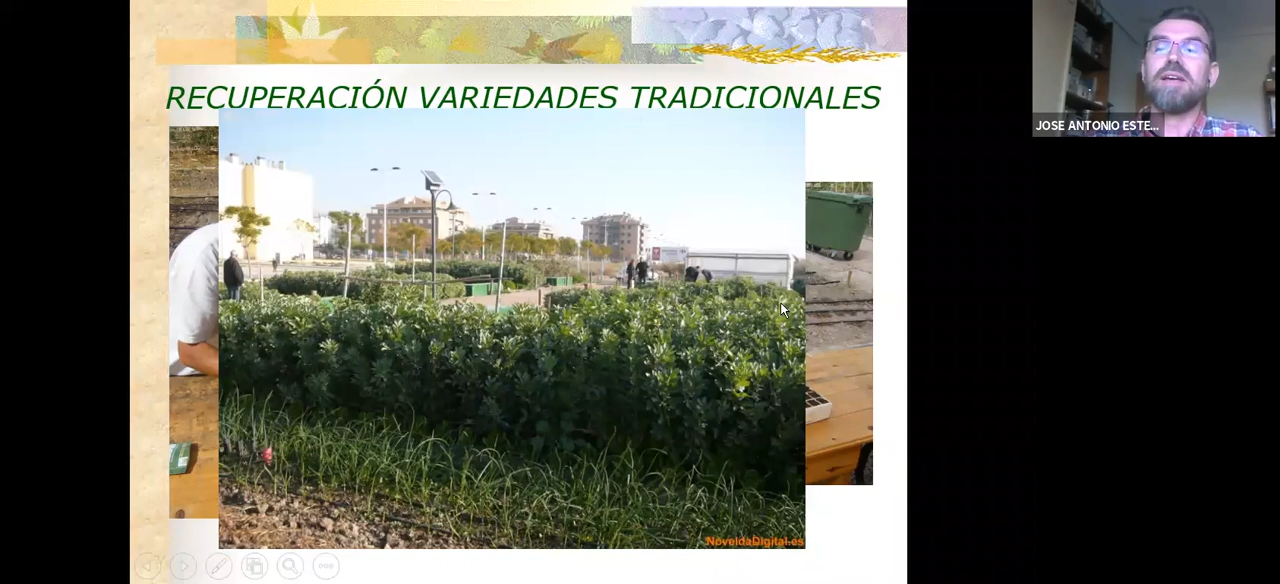 RECUPERACIÓN VARIEDADES TRADICIONALES
JOSE ANTONIO ESTE...
NoveldaDigital.es